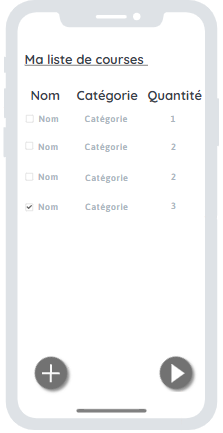 Ma liste de courses
Nom Catégorie Quantité
Nom Catégorie 1
Nom Catégorie 2
Nom Catégorie 2
Nom Catégorie 3